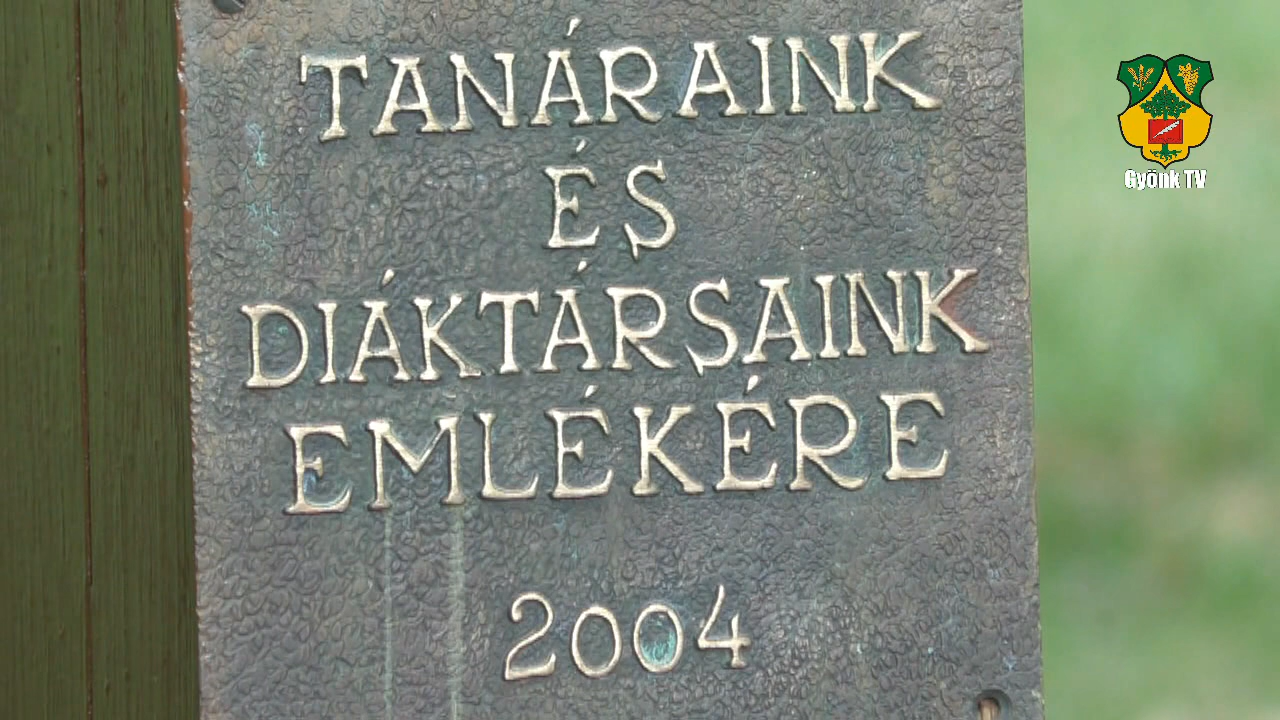 TANÁRAINK
ÉS
DIÁKTÁRSAINK
EMLÉKÉRE
2004
Gyönk TV